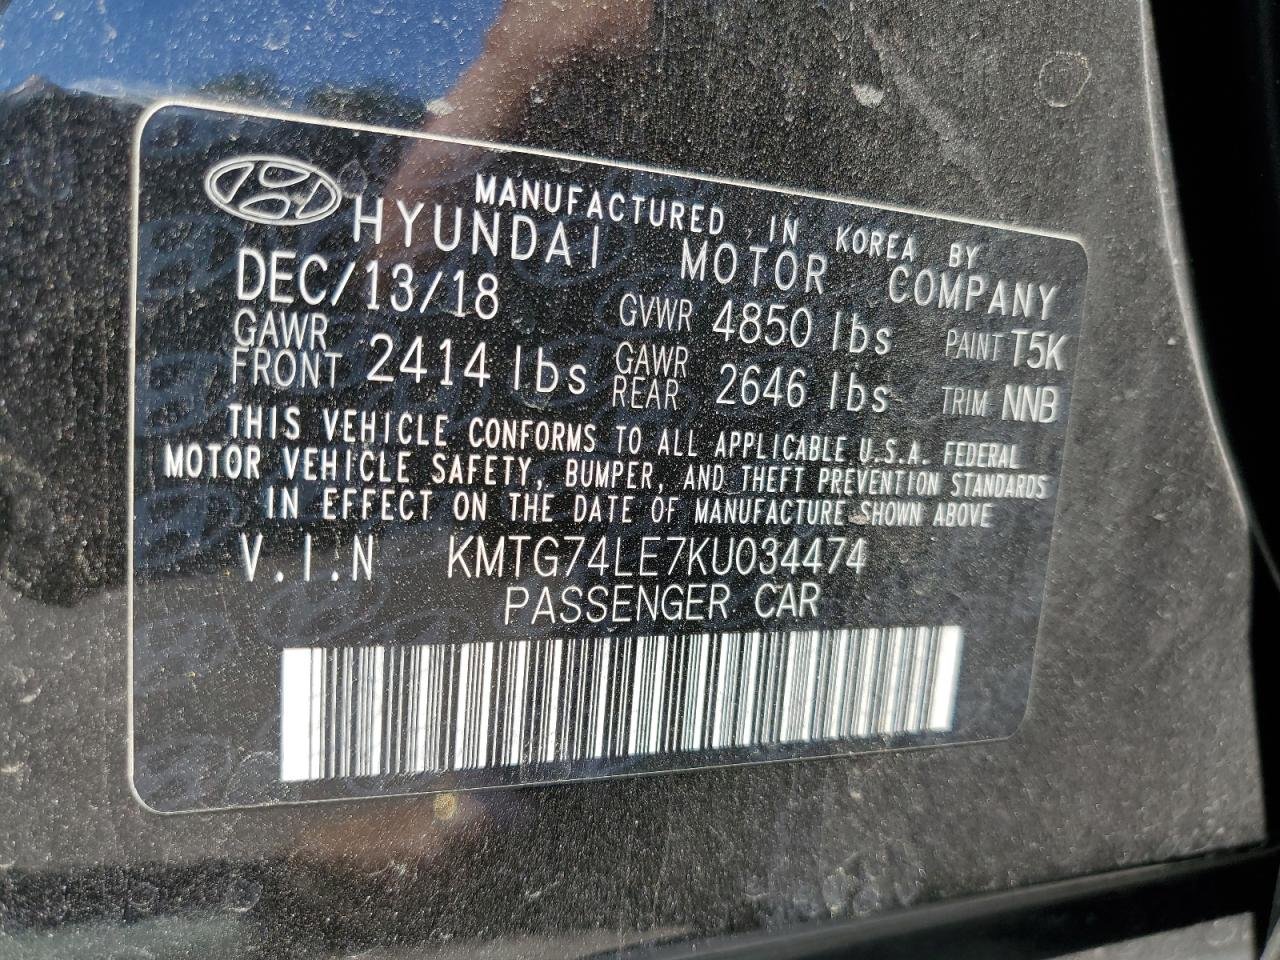 MANUFACTURED IN KOREA BY
HYUNDAI MOTOR COMPANY
DEC/13/18 GVWR 4850 lbs PAINT T5K
GAWR FRONT 2414 lbs GAWR REAR 2646 lbs TRIM NNB
THIS VEHICLE CONFORMS TO ALL APPLICABLE U.S.A. FEDERAL
MOTOR VEHICLE SAFETY, BUMPER, AND THEFT PREVENTION STANDARDS
IN EFFECT ON THE DATE OF MANUFACTURE SHOWN ABOVE
V.I.N KMTG74LE7KU034474
PASSENGER CAR